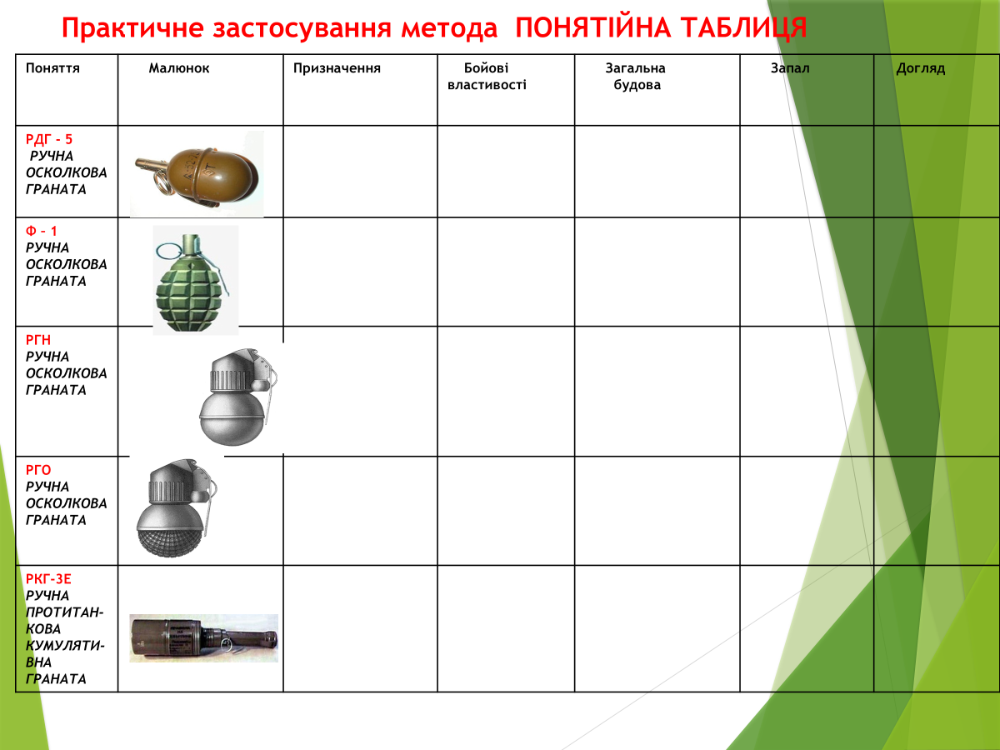 Практичне застосування метода ПОНЯТІЙНА ТАБЛИЦЯ
Поняття
Малюнок
Призначення
Бойові
властивості
Загальна
будова
Запал
Догляд
РДГ – 5
РУЧНА
ОСКОЛКОВА
ГРАНАТА
Ф – 1
РУЧНА
ОСКОЛКОВА
ГРАНАТА
РГН
РУЧНА
ОСКОЛКОВА
ГРАНАТА
РГО
РУЧНА
ОСКОЛКОВА
ГРАНАТА
РКГ-3Е
РУЧНА
ПРОТИТАН-
КОВА
КУМУЛЯТИ-
ВНА
ГРАНАТА